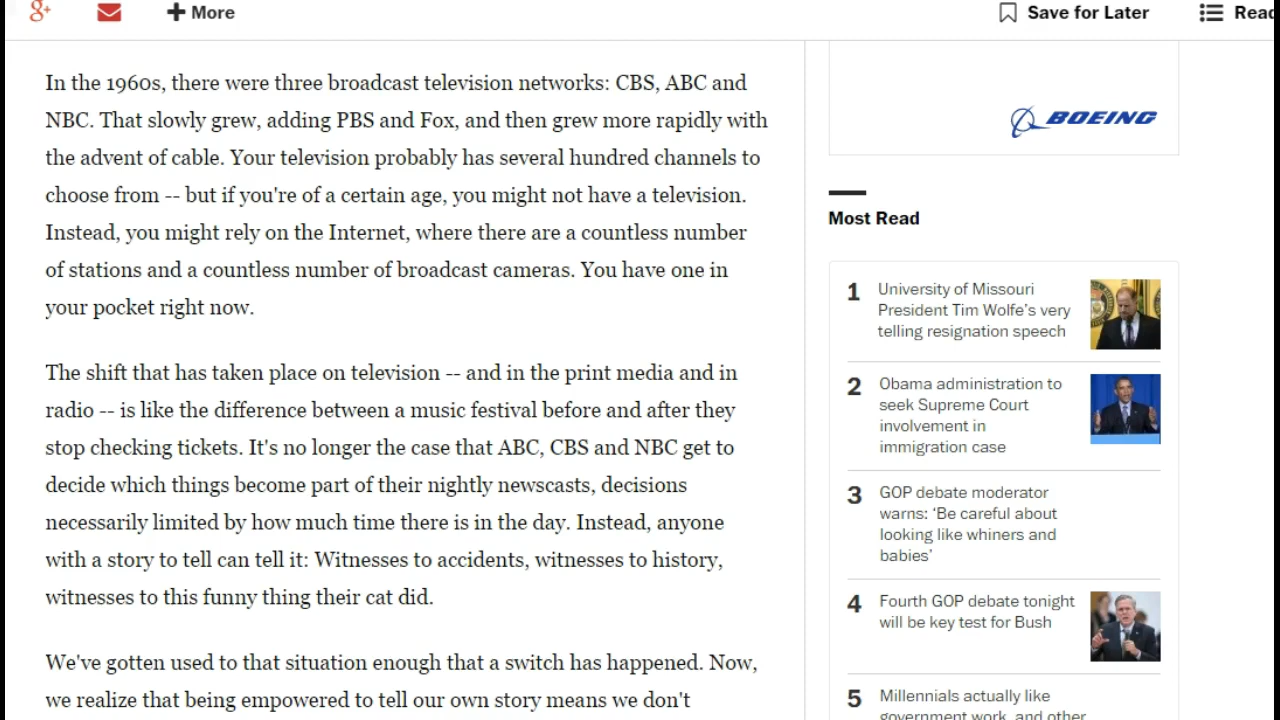 g+
More
Save for Later
Read
In the 1960s, there were three broadcast television networks: CBS, ABC and
NBC. That slowly grew, adding PBS and Fox, and then grew more rapidly with
the advent of cable. Your television probably has several hundred channels to
choose from -- but if you're of a certain age, you might not have a television.
Instead, you might rely on the Internet, where there are a countless number
of stations and a countless number of broadcast cameras. You have one in
your pocket right now.
The shift that has taken place on television -- and in the print media and in
radio -- is like the difference between a music festival before and after they
stop checking tickets. It's no longer the case that ABC, CBS and NBC get to
decide which things become part of their nightly newscasts, decisions
necessarily limited by how much time there is in the day. Instead, anyone
with a story to tell can tell it: Witnesses to accidents, witnesses to history,
witnesses to this funny thing their cat did.
We've gotten used to that situation enough that a switch has happened. Now,
we realize that being empowered to tell our own story means we don't
BOEING
Most Read
1
University of Missouri
President Tim Wolfe's very
telling resignation speech
2
Obama administration to
seek Supreme Court
involvement in
immigration case
3
GOP debate moderator
warns: ‘Be careful about
looking like whiners and
babies’
4
Fourth GOP debate tonight
will be key test for Bush
5
Millennials actually like
government work, and other